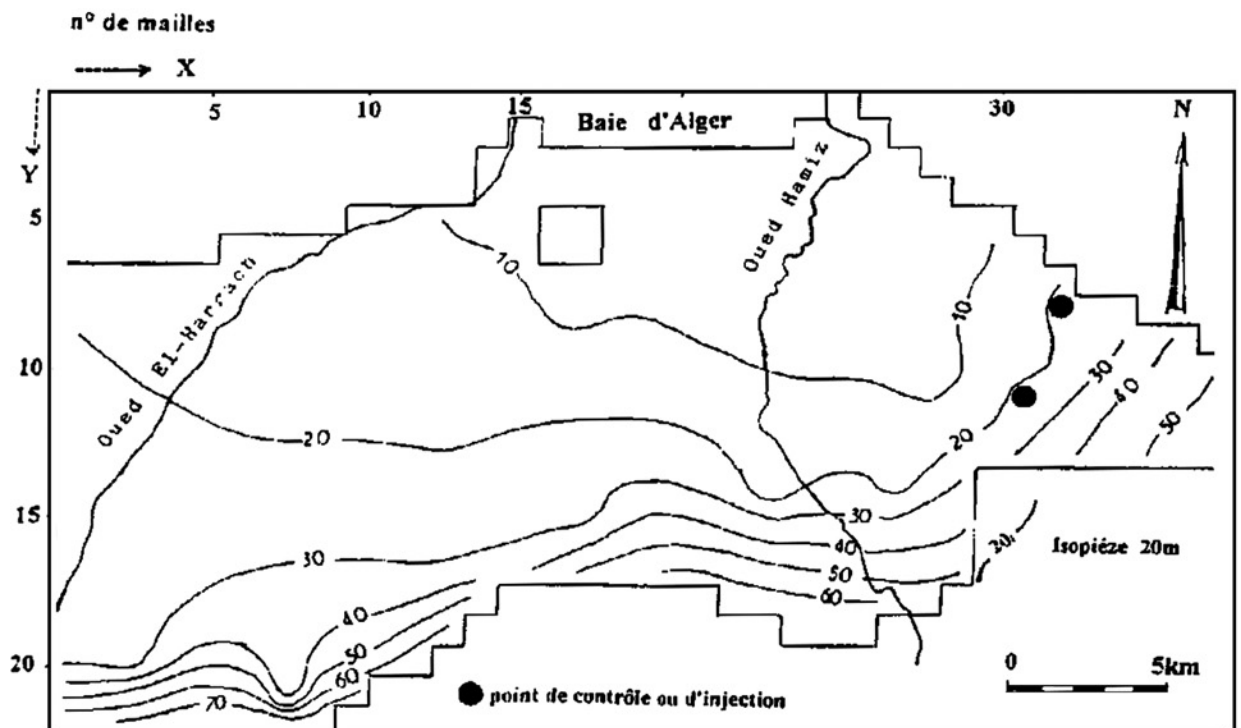 n° de mailles
X
5 10 15 30
Baie d'Alger
N
Y
5
10
15
20
Oued El-Harrach
Oued Hamiz
10
10
20
20
30
30
30
40
40
40
50
50
50
60
60
70
20
Isopiéze 20m
0 5km
point de contrôle ou d'injection